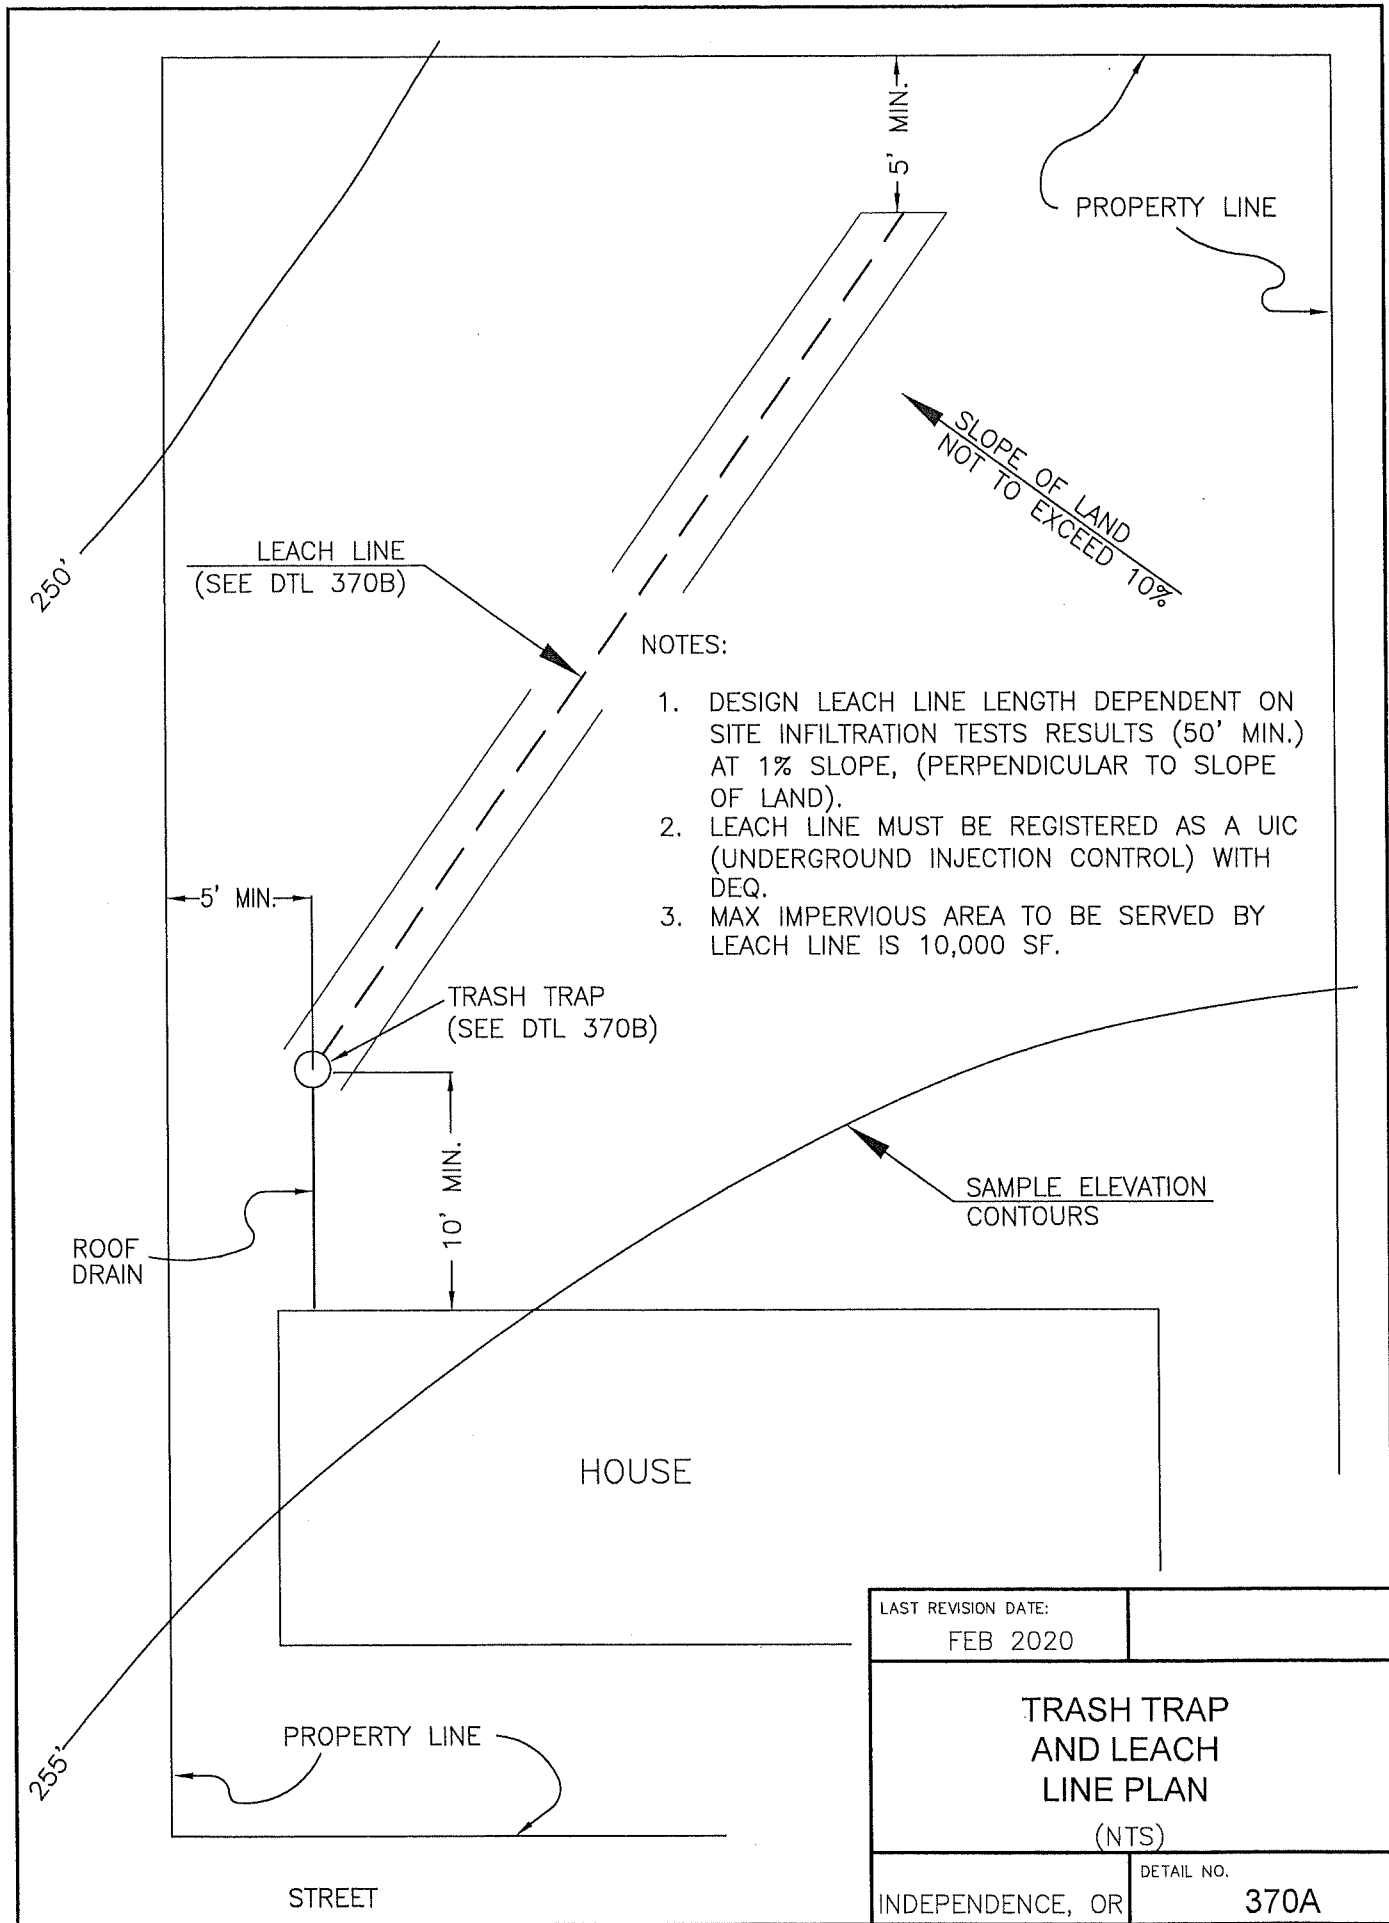 5' MIN.
PROPERTY LINE
SLOPE OF LAND
NOT TO EXCEED 10%
250'
LEACH LINE
(SEE DTL 370B)
NOTES:
1. DESIGN LEACH LINE LENGTH DEPENDENT ON
SITE INFILTRATION TESTS RESULTS (50' MIN.)
AT 1% SLOPE, (PERPENDICULAR TO SLOPE
OF LAND).
2. LEACH LINE MUST BE REGISTERED AS A UIC
(UNDERGROUND INJECTION CONTROL) WITH
DEQ.
3. MAX IMPERVIOUS AREA TO BE SERVED BY
LEACH LINE IS 10,000 SF.
5' MIN.
TRASH TRAP
(SEE DTL 370B)
10' MIN.
SAMPLE ELEVATION
CONTOURS
ROOF
DRAIN
HOUSE
255'
PROPERTY LINE
STREET
LAST REVISION DATE:
FEB 2020
TRASH TRAP
AND LEACH
LINE PLAN
(NTS)
INDEPENDENCE, OR
DETAIL NO.
370A